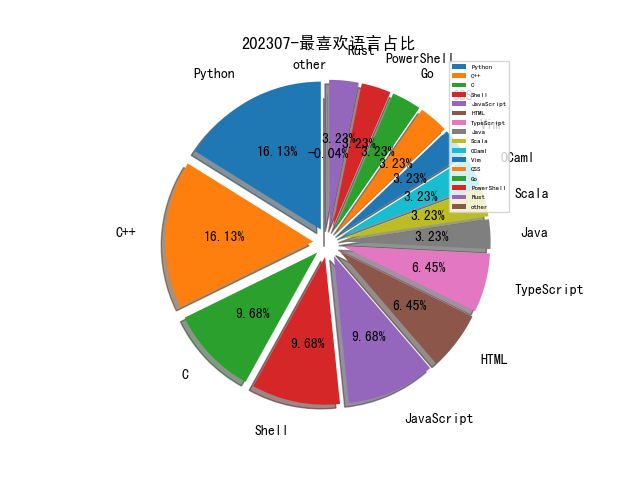 202307-最喜欢语言占比
Python
C++
C
Shell
JavaScript
HTML
TypeScript
Java
Scala
OCaml
Go
PowerShell
Rust
other
16.13%
16.13%
9.68%
9.68%
9.68%
6.45%
6.45%
3.23%
3.23%
3.23%
3.23%
3.23%
3.23%
3.23%
3.23%
-0.04%
Python
C++
C
Shell
JavaScript
HTML
TypeScript
Java
Scala
OCaml
Vim
CSS
Go
PowerShell
Rust
other